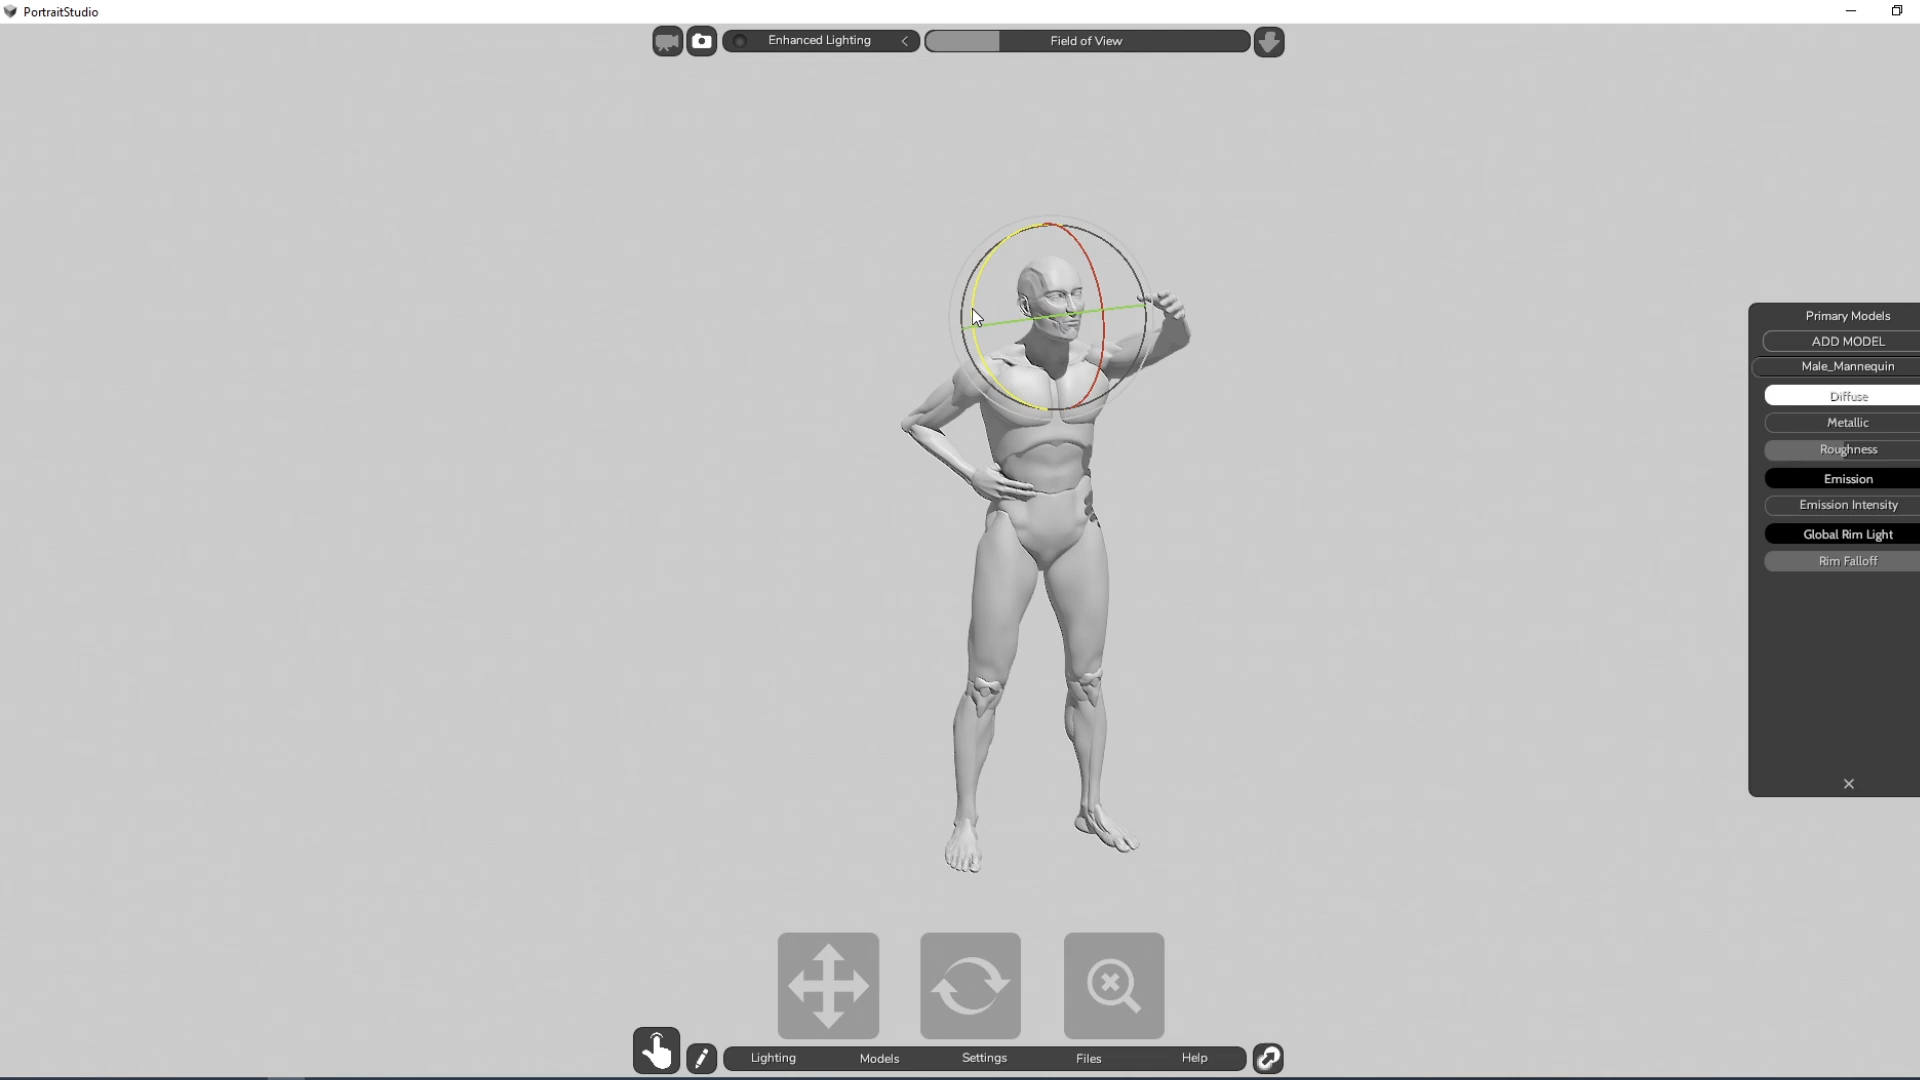 PortraitStudio
Enhanced Lighting
Field of View
Primary Models
ADD MODEL
Male_Mannequin
Diffuse
Metallic
Roughness
Emission
Emission Intensity
Global Rim Light
Rim Falloff
Lighting
Models
Settings
Files
Help